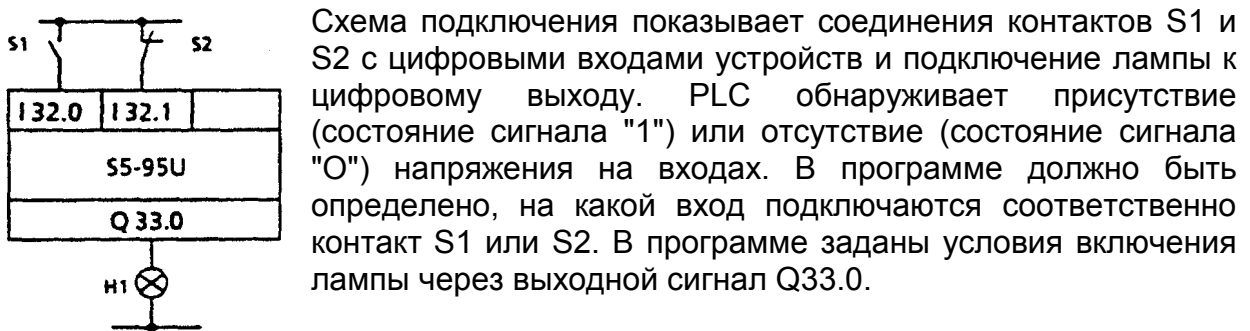 S1
S2
I 32.0
I 32.1
S5-95U
Q 33.0
H1
Схема подключения показывает соединения контактов S1 и
S2 с цифровыми входами устройств и подключение лампы к
цифровому выходу. PLC обнаруживает присутствие
(состояние сигнала "1") или отсутствие (состояние сигнала
"О") напряжения на входах. В программе должно быть
определено, на какой вход подключаются соответственно
контакт S1 или S2. В программе заданы условия включения
лампы через выходной сигнал Q33.0.